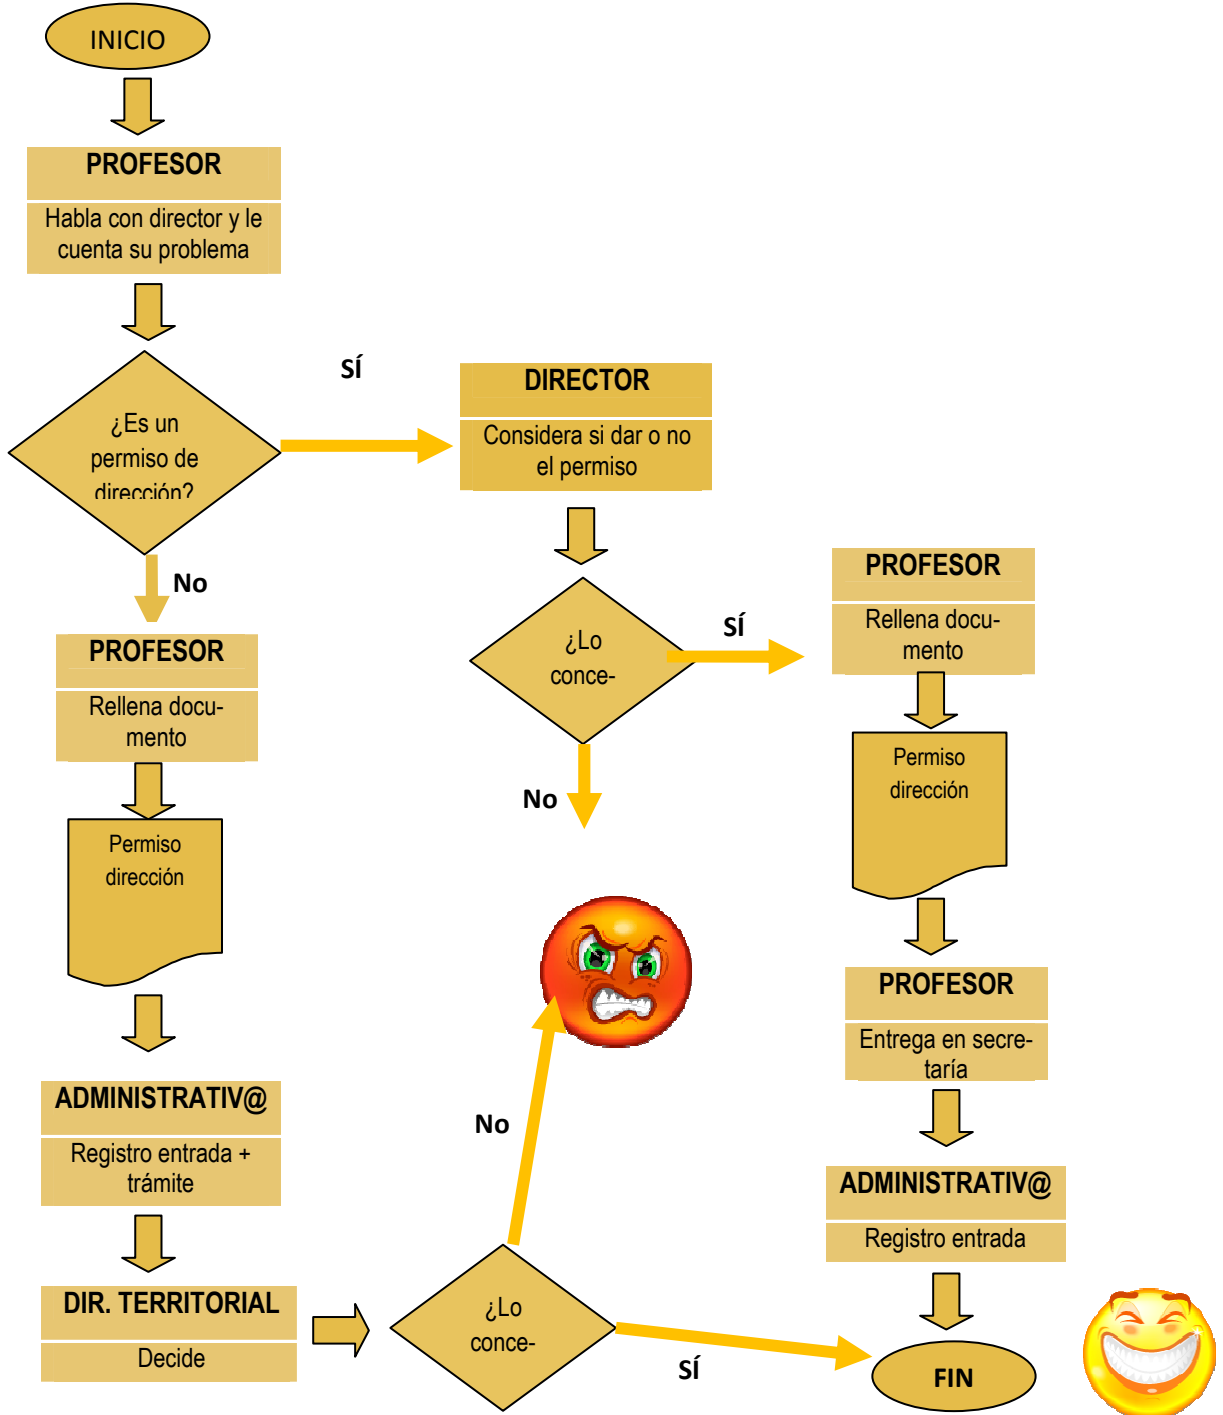 INICIO
PROFESOR
Habla con director y le
cuenta su problema
¿Es un
permiso de
dirección?
SÍ
No
DIRECTOR
Considera si dar o no
el permiso
¿Lo
conce-
SÍ
No
PROFESOR
Rellena docu-
mento
Permiso
dirección
PROFESOR
Entrega en secre-
taría
ADMINISTRATIV@
Registro entrada
PROFESOR
Rellena docu-
mento
Permiso
dirección
ADMINISTRATIV@
Registro entrada +
trámite
DIR. TERRITORIAL
Decide
¿Lo
conce-
No
SÍ
FIN